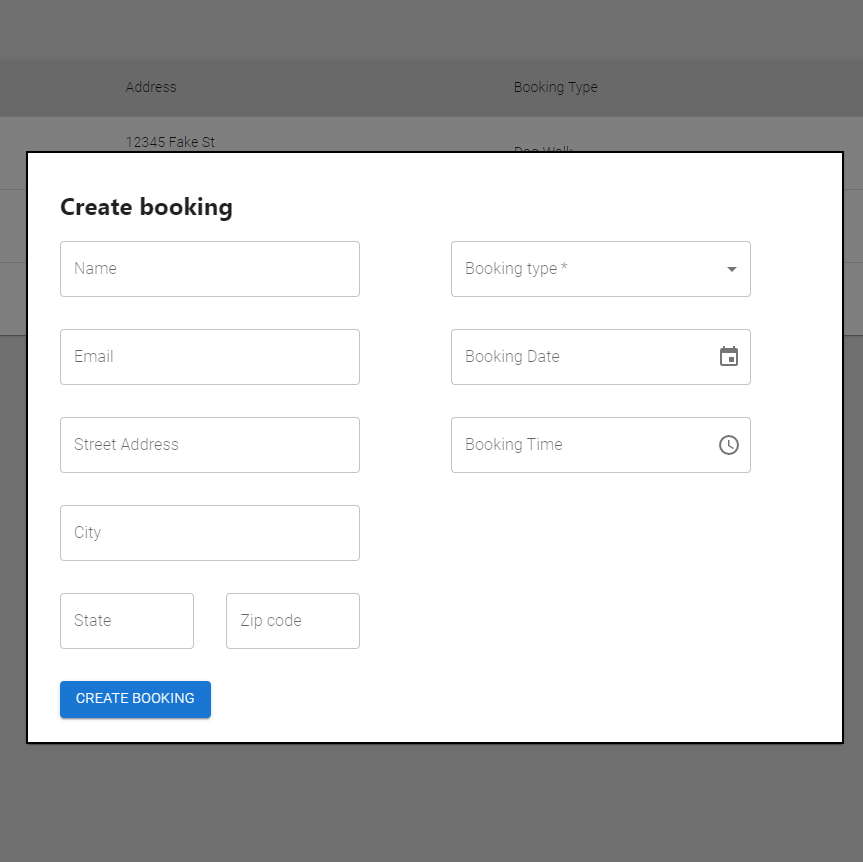 Address
Booking Type
12345 Fake St
Dog Walk
Create booking
Name
Booking type *
Email
Booking Date
Street Address
Booking Time
City
State
Zip code
CREATE BOOKING